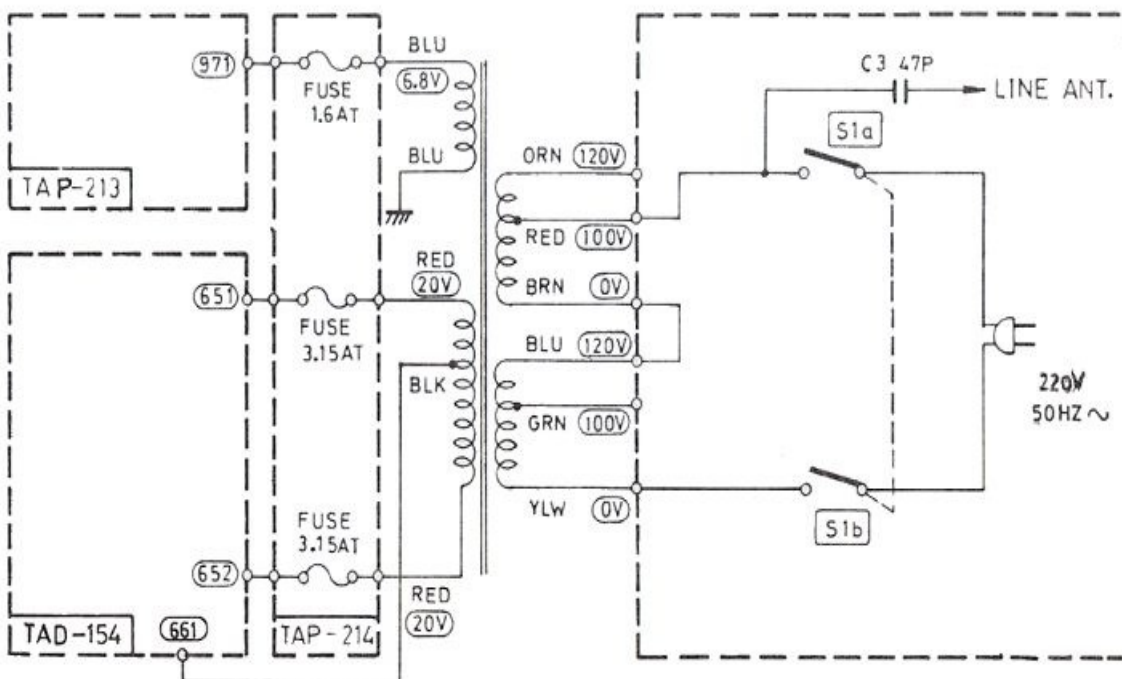 971
FUSE
1.6AT
BLU
6.8V
BLU
TAP-213
C3 47P
LINE ANT.
S1a
ORN 120V
RED 100V
BRN 0V
BLU 120V
GRN 100V
YLW 0V
220V
50HZ ~
S1b
RED
20V
651
FUSE
3.15AT
BLK
FUSE
3.15AT
652
RED
20V
TAD-154
661
TAP-214